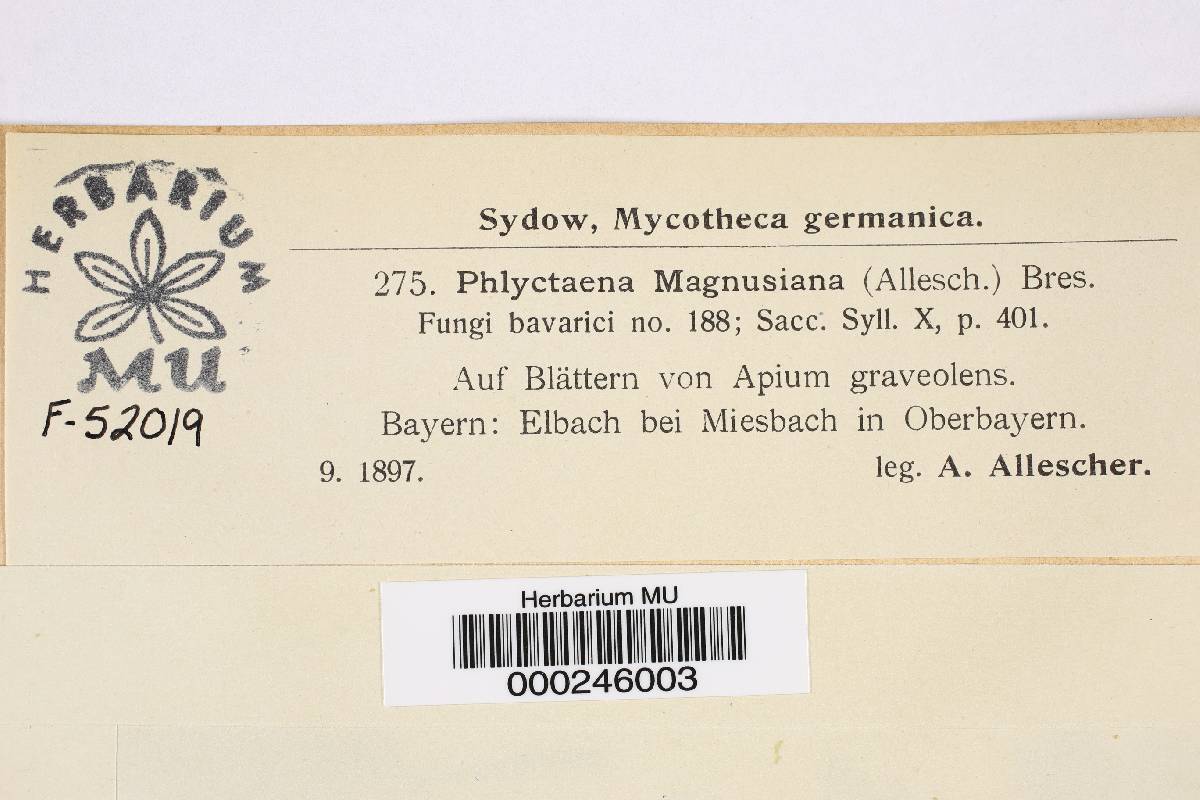 HERBARIUM
MU
F-52019
Sydow, Mycotheca germanica.
275. Phlyctaena Magnusiana (Allesch.) Bres.
Fungi bavarici no. 188; Sacc. Syll. X, p. 401.
Auf Blättern von Apium graveolens.
Bayern: Elbach bei Miesbach in Oberbayern.
9. 1897. leg. A. Allescher.
Herbarium MU
000246003